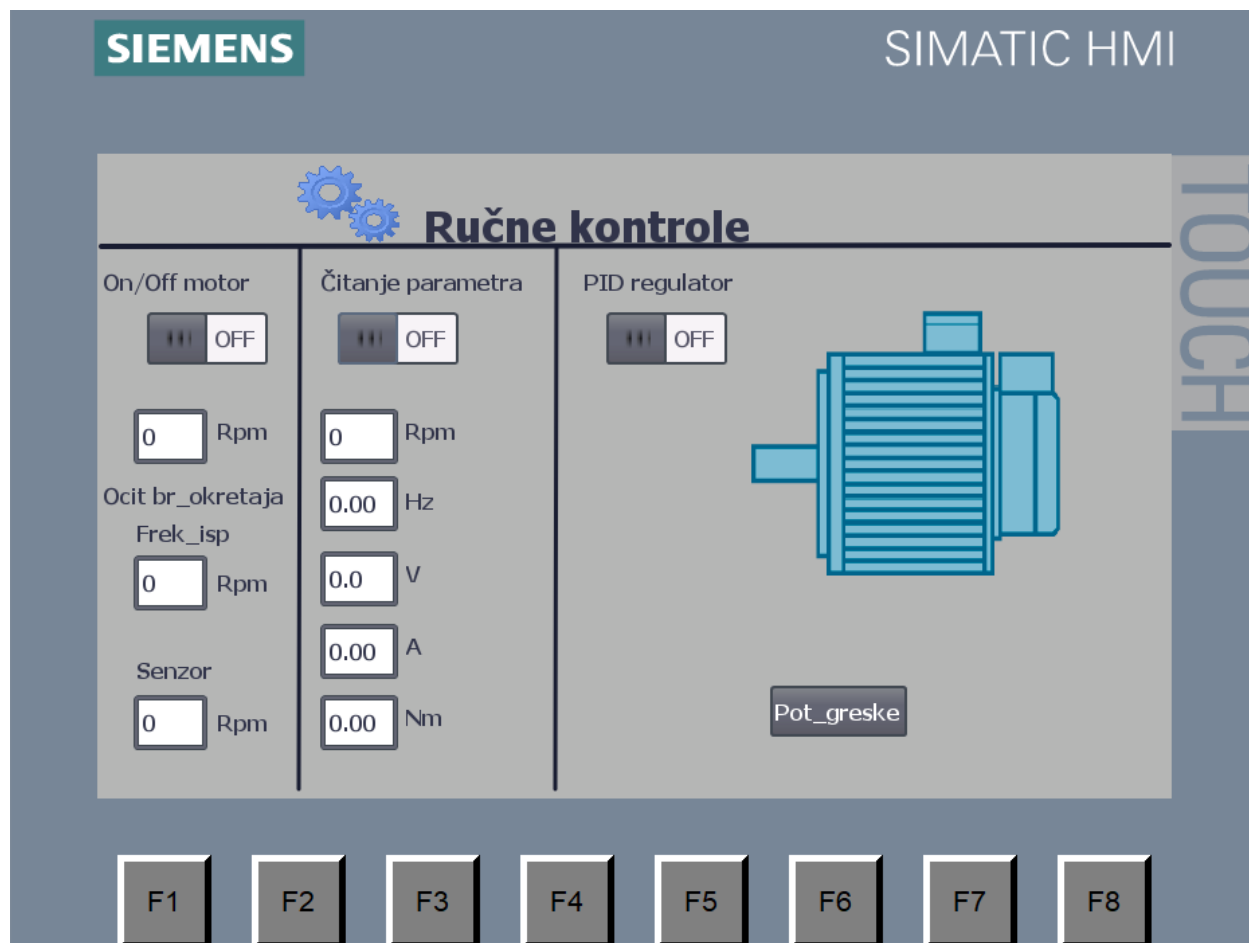 SIEMENS
SIMATIC HMI
TOUCH
Ručne kontrole
On/Off motor
OFF
0 Rpm
Ocit br_okretaja
Frek_isp
0 Rpm
Senzor
0 Rpm
Čitanje parametra
OFF
0 Rpm
0.00 Hz
0.0 V
0.00 A
0.00 Nm
PID regulator
OFF
Pot_greske
F1 F2 F3 F4 F5 F6 F7 F8